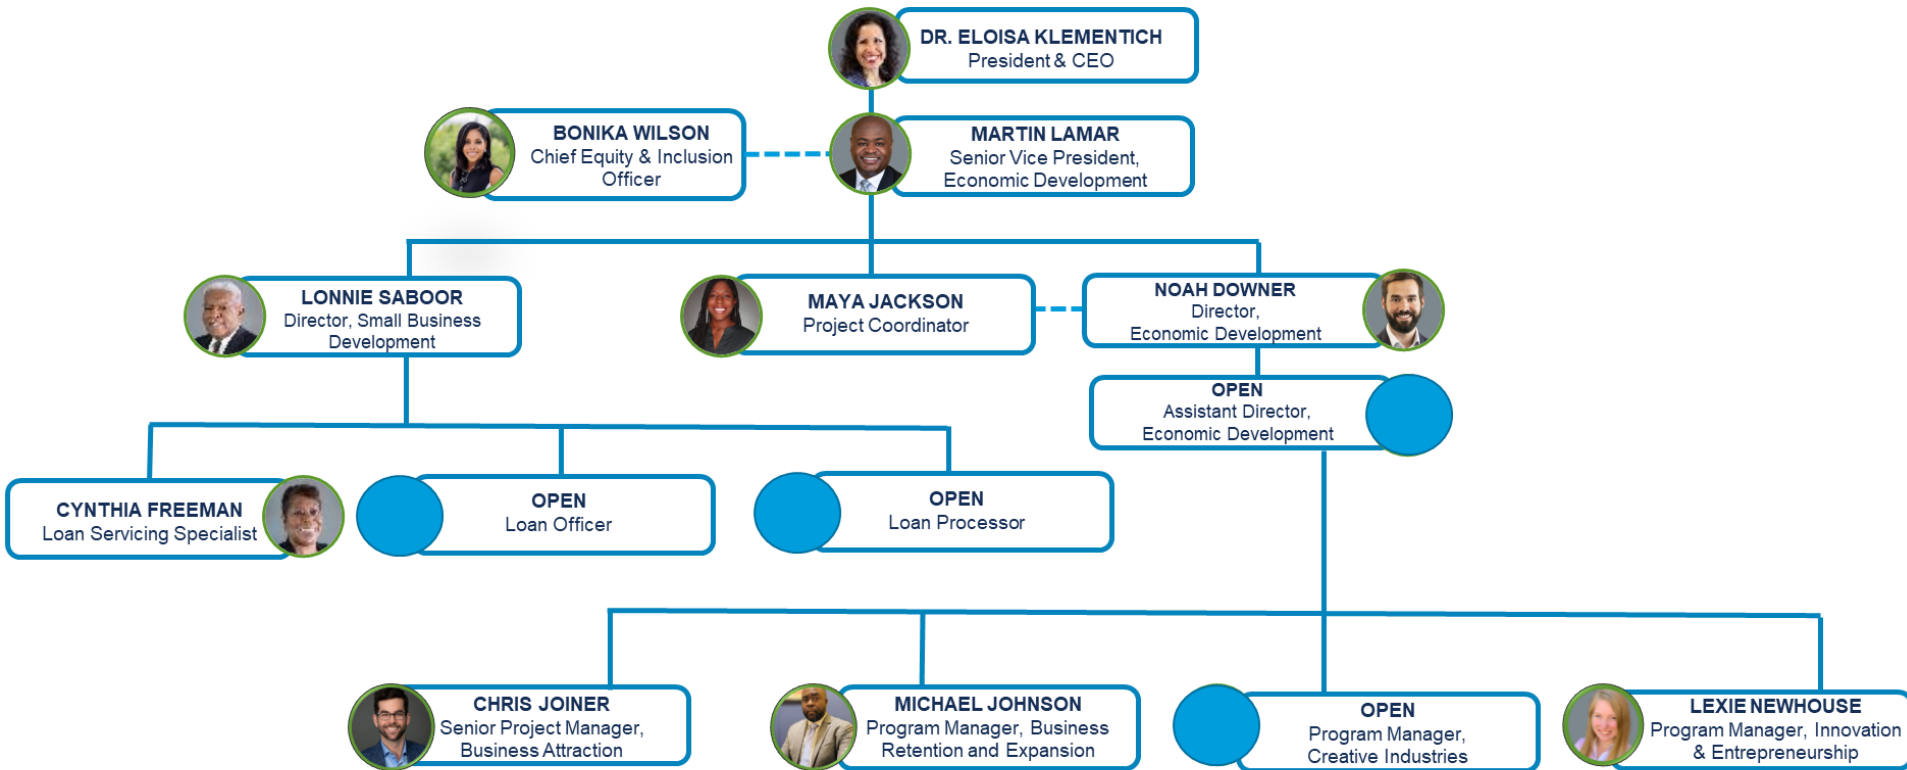 DR. ELOISA KLEMENTICH
President & CEO
BONIKA WILSON
Chief Equity & Inclusion
Officer
MARTIN LAMAR
Senior Vice President,
Economic Development
LONNIE SABOOR
Director, Small Business
Development
MAYA JACKSON
Project Coordinator
NOAH DOWNER
Director,
Economic Development
OPEN
Assistant Director,
Economic Development
CYNTHIA FREEMAN
Loan Servicing Specialist
OPEN
Loan Officer
OPEN
Loan Processor
CHRIS JOINER
Senior Project Manager,
Business Attraction
MICHAEL JOHNSON
Program Manager, Business
Retention and Expansion
OPEN
Program Manager,
Creative Industries
LEXIE NEWHOUSE
Program Manager, Innovation
& Entrepreneurship